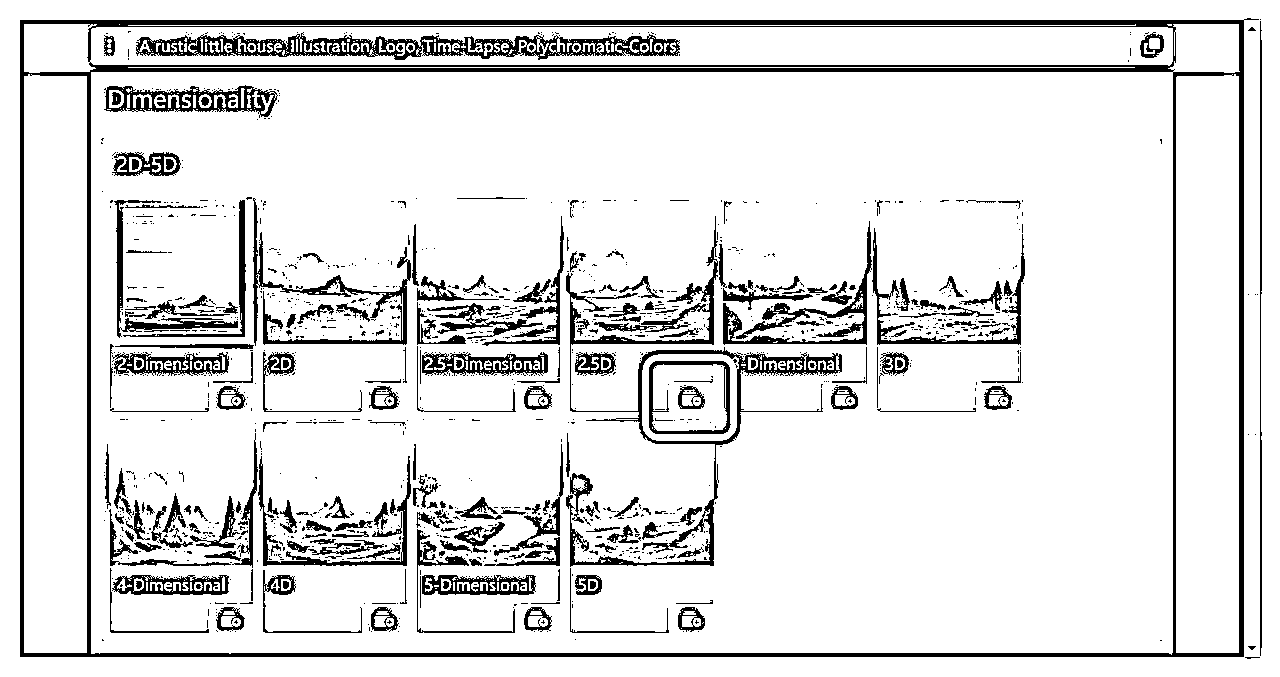 A rustic little house, Illustration, Logo, Time-Lapse, Polychromatic-Colors
Dimensionality
2D-5D
2-Dimensional
2D
2.5-Dimensional
2.5D
3-Dimensional
3D
4-Dimensional
4D
5-Dimensional
5D